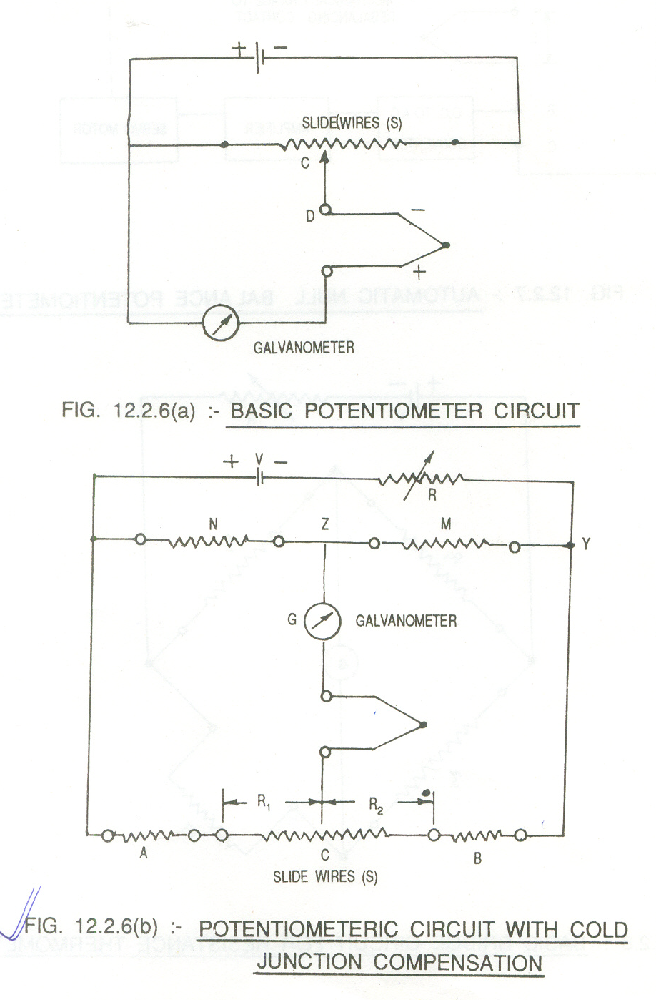 + −
SLIDE WIRES (S)
C
D
−
+
GALVANOMETER
FIG. 12.2.6(a) :- BASIC POTENTIOMETER CIRCUIT
+ V −
R
N Z M
Y
G GALVANOMETER
R1 R2
A C B
SLIDE WIRES (S)
FIG. 12.2.6(b) :- POTENTIOMETERIC CIRCUIT WITH COLD
JUNCTION COMPENSATION